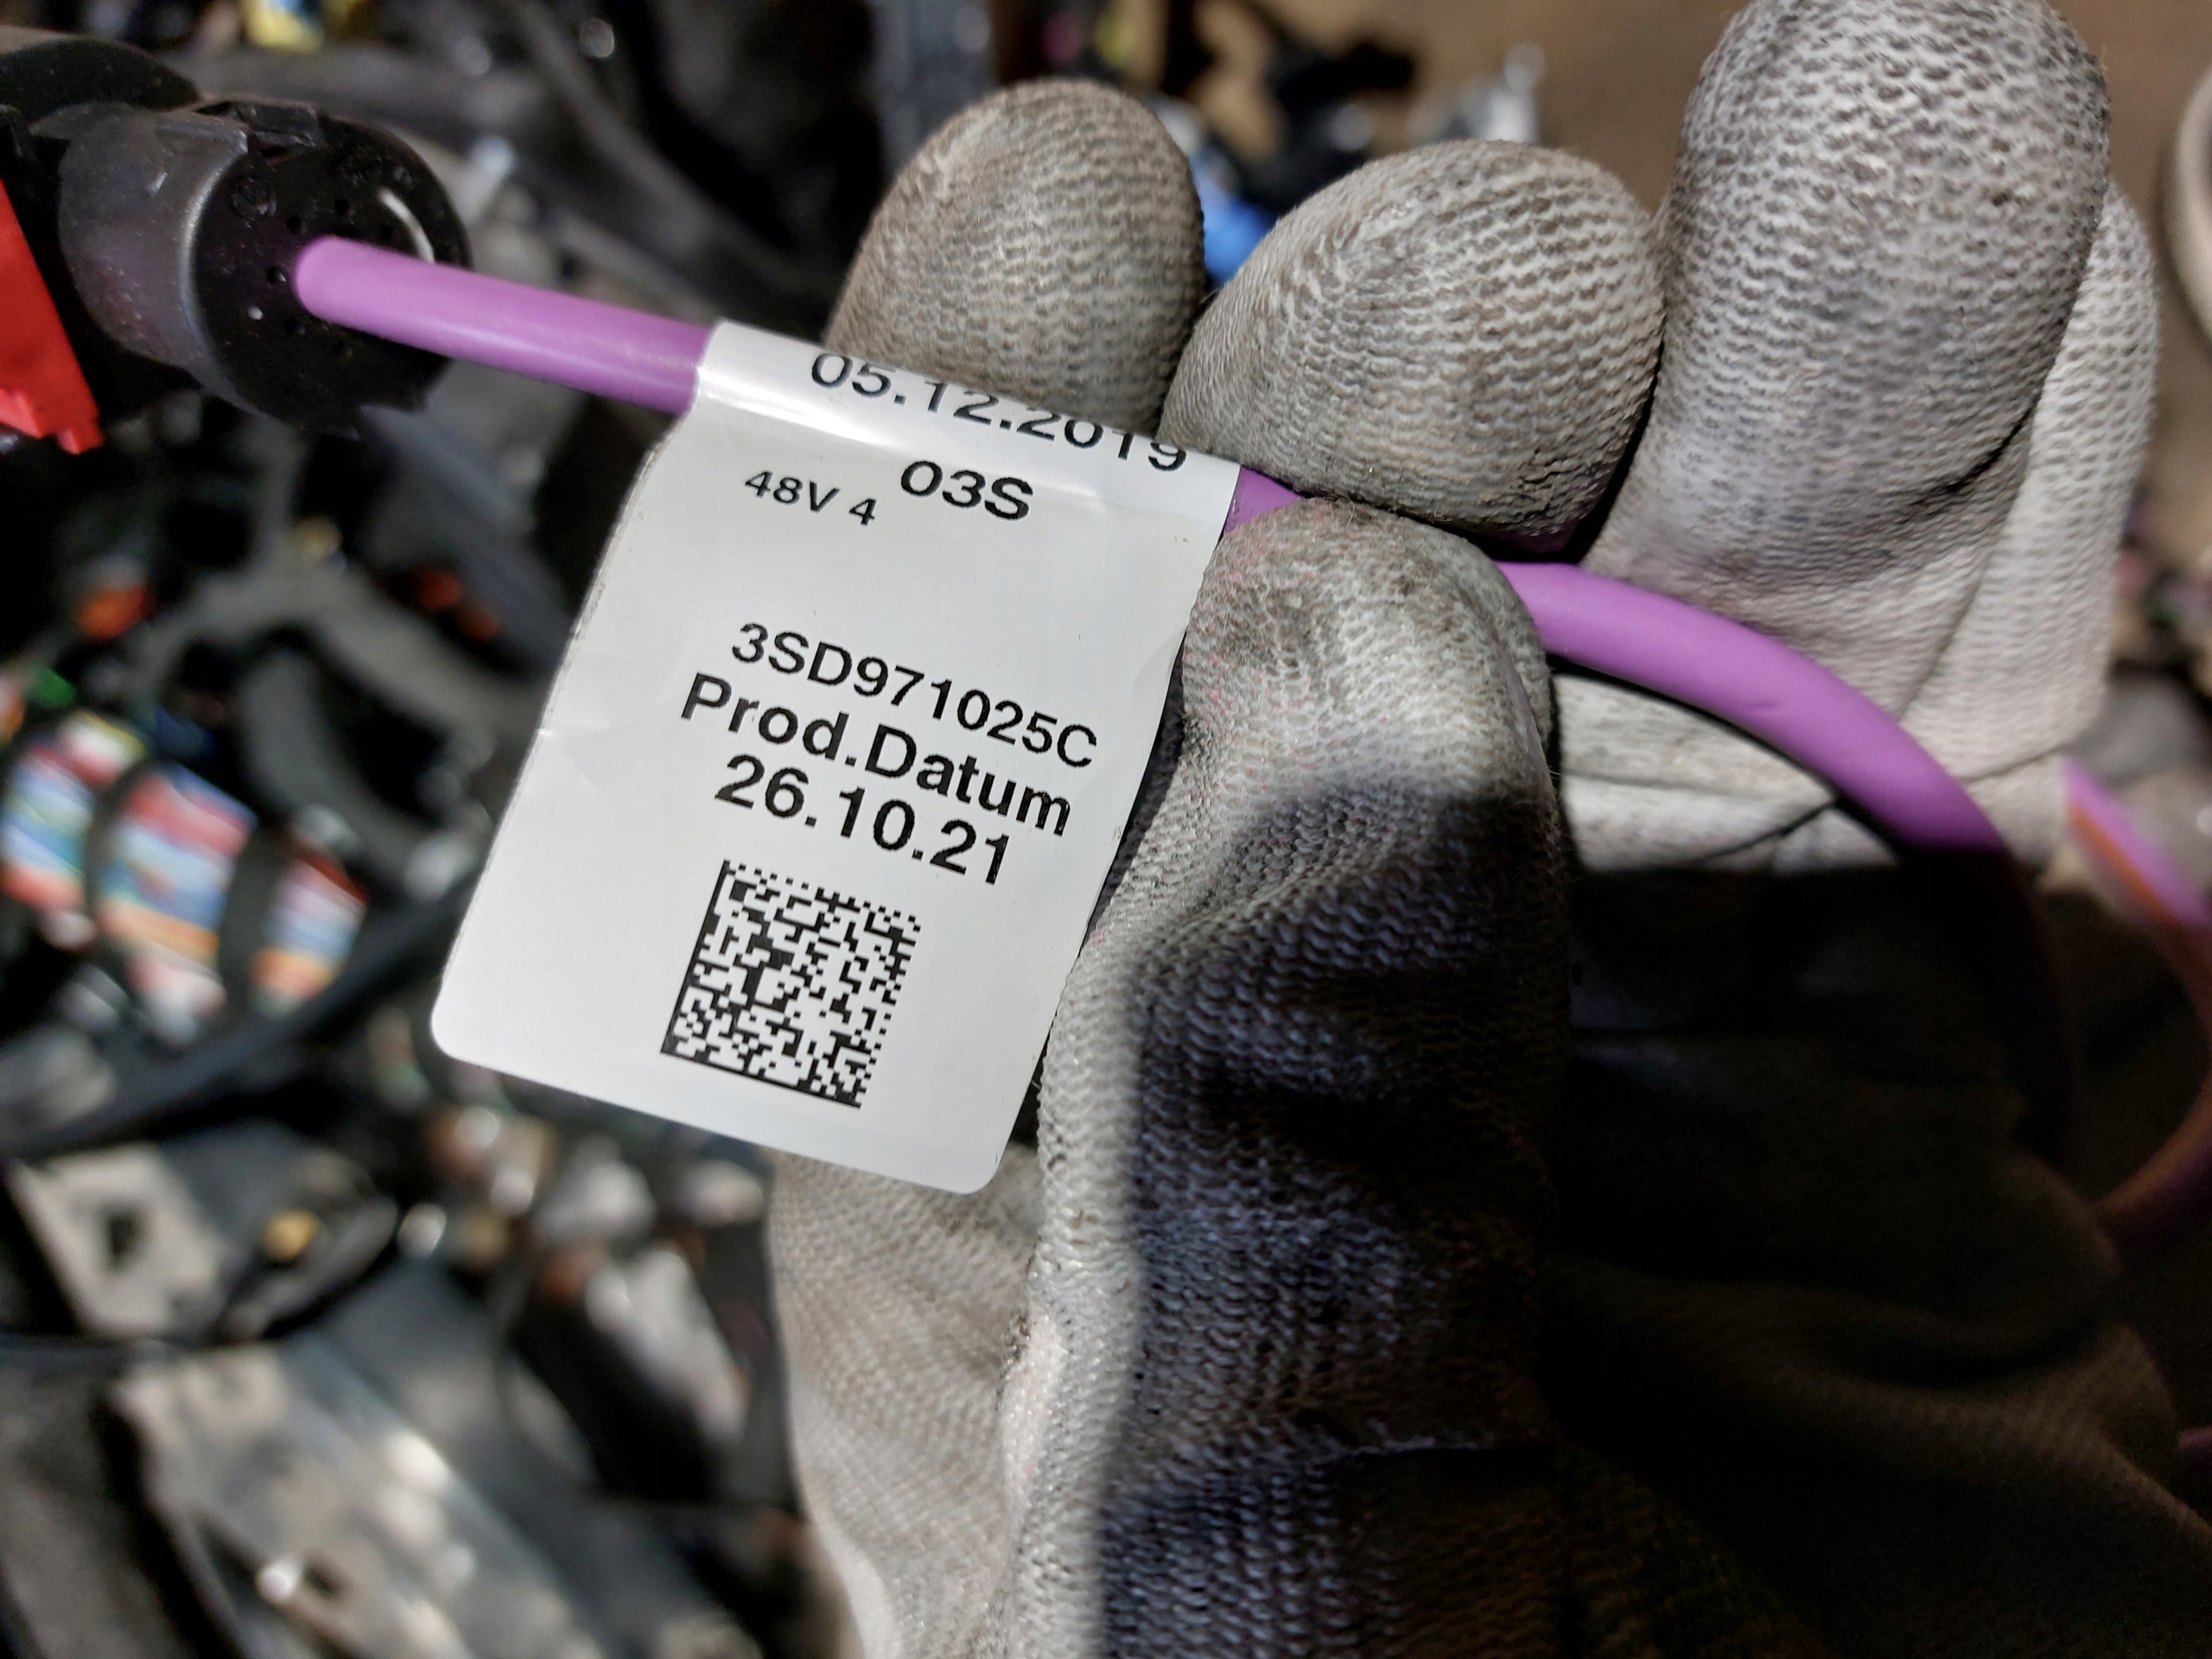 05.12.2019
03S
48V 4
3SD971025C
Prod.Datum
26.10.21